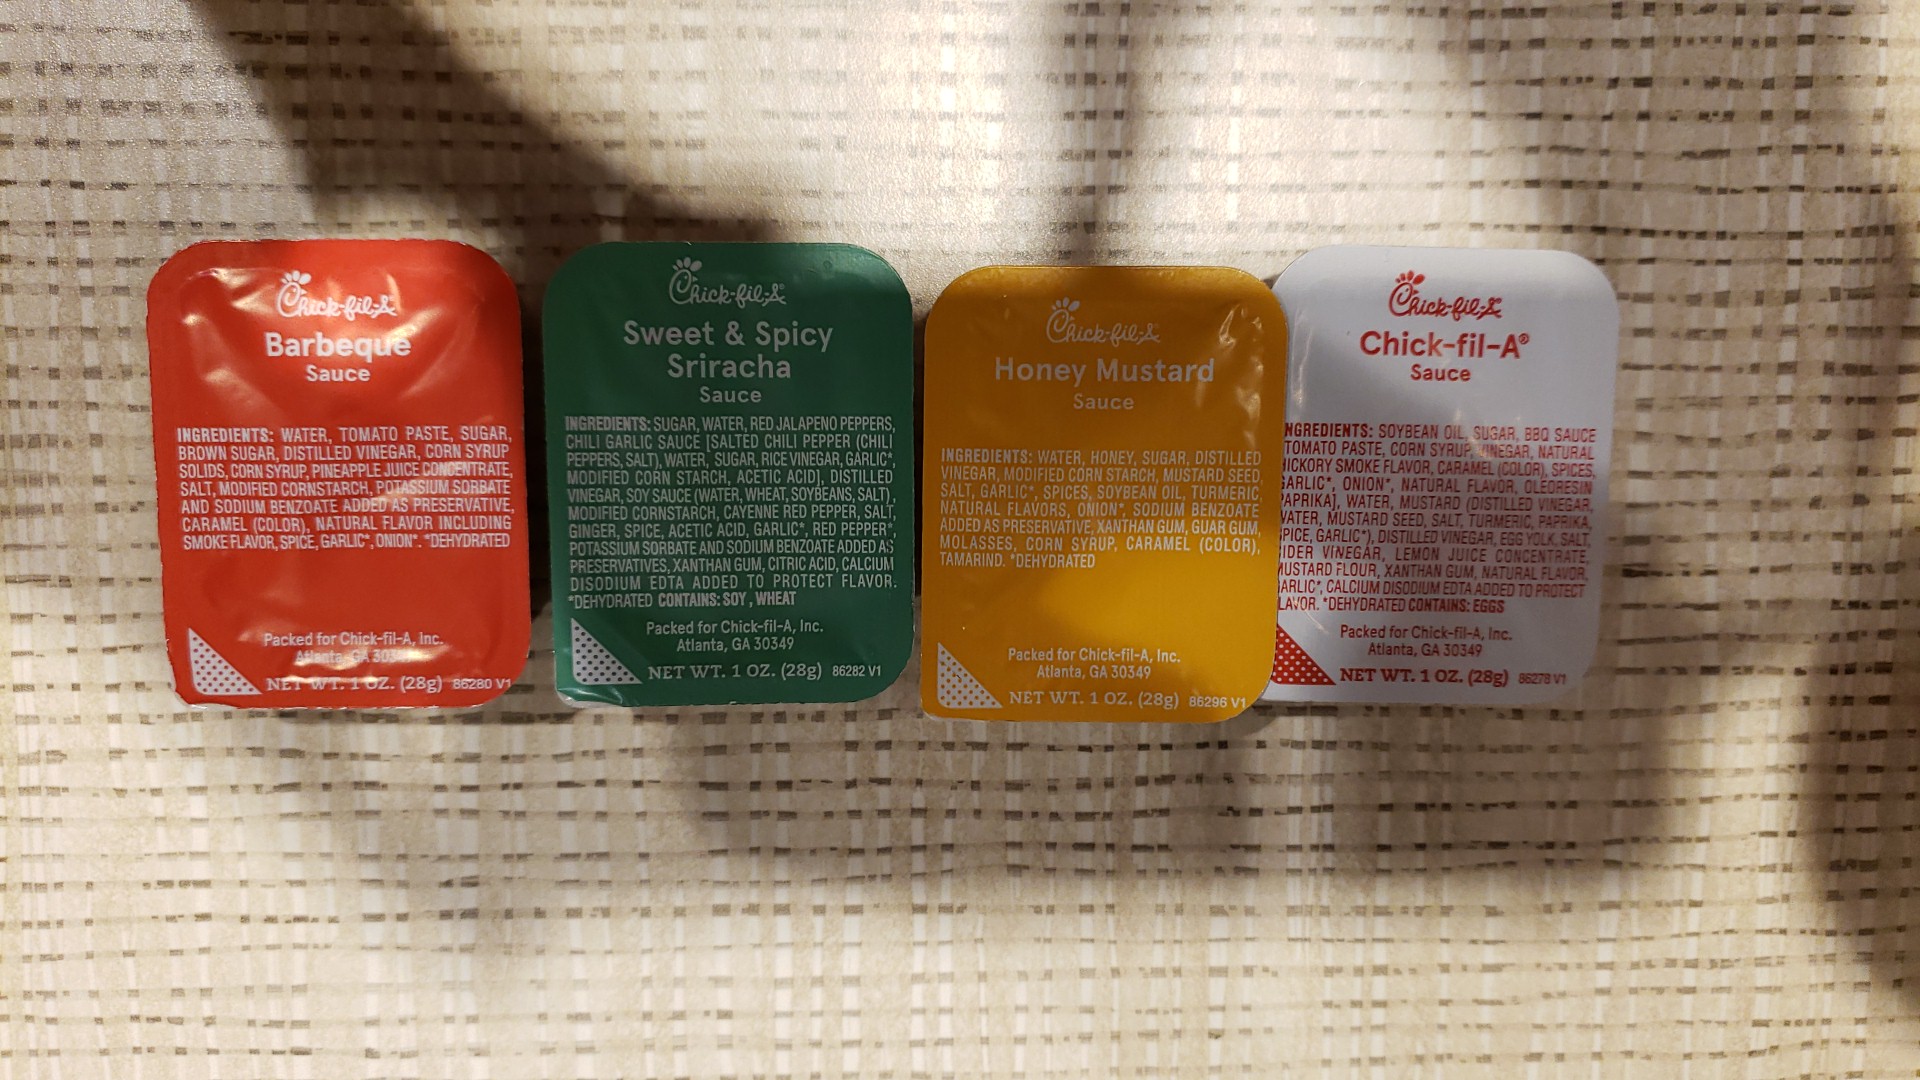 Chick-fil-A
Barbeque
Sauce
INGREDIENTS: WATER, TOMATO PASTE, SUGAR,
BROWN SUGAR, DISTILLED VINEGAR, CORN SYRUP
SOLIDS, CORN SYRUP, PINEAPPLE JUICE CONCENTRATE,
SALT, MODIFIED CORNSTARCH, POTASSIUM SORBATE
AND SODIUM BENZOATE ADDED AS PRESERVATIVE,
CARAMEL (COLOR), NATURAL FLAVOR INCLUDING
SMOKE FLAVOR, SPICE, GARLIC*, ONION*. *DEHYDRATED
Packed for Chick-fil-A, Inc.
Atlanta, GA 30349
NET WT. 1 OZ. (28g) 86280 V1
Chick-fil-A
Sweet & Spicy
Sriracha
Sauce
INGREDIENTS: SUGAR, WATER, RED JALAPENO PEPPERS,
CHILI GARLIC SAUCE [SALTED CHILI PEPPER (CHILI
PEPPERS, SALT), WATER, SUGAR, RICE VINEGAR, GARLIC*,
MODIFIED CORN STARCH, ACETIC ACID], DISTILLED
VINEGAR, SOY SAUCE (WATER, WHEAT, SOYBEANS, SALT),
MODIFIED CORNSTARCH, CAYENNE RED PEPPER, SALT,
GINGER, SPICE, ACETIC ACID, GARLIC*, RED PEPPER*,
POTASSIUM SORBATE AND SODIUM BENZOATE ADDED AS
PRESERVATIVES, XANTHAN GUM, CITRIC ACID, CALCIUM
DISODIUM EDTA ADDED TO PROTECT FLAVOR.
*DEHYDRATED CONTAINS: SOY, WHEAT
Packed for Chick-fil-A, Inc.
Atlanta, GA 30349
NET WT. 1 OZ. (28g) 86282 V1
Chick-fil-A
Honey Mustard
Sauce
INGREDIENTS: WATER, HONEY, SUGAR, DISTILLED
VINEGAR, MODIFIED CORN STARCH, MUSTARD SEED,
SALT, GARLIC*, SPICES, SOYBEAN OIL, TURMERIC,
NATURAL FLAVORS, ONION*, SODIUM BENZOATE
ADDED AS PRESERVATIVE, XANTHAN GUM, GUAR GUM,
MOLASSES, CORN SYRUP, CARAMEL (COLOR),
TAMARIND. *DEHYDRATED
Packed for Chick-fil-A, Inc.
Atlanta, GA 30349
NET WT. 1 OZ. (28g) 86296 V1
Chick-fil-A
Chick-fil-A®
Sauce
NGREDIENTS: SOYBEAN OIL, SUGAR, BBQ SAUCE
TOMATO PASTE, CORN SYRUP, VINEGAR, NATURAL
HICKORY SMOKE FLAVOR, CARAMEL (COLOR), SPICES,
GARLIC*, ONION*, NATURAL FLAVOR, OLEORESIN
PAPRIKA], WATER, MUSTARD (DISTILLED VINEGAR,
WATER, MUSTARD SEED, SALT, TURMERIC, PAPRIKA,
SPICE, GARLIC*), DISTILLED VINEGAR, EGG YOLK, SALT,
IDER VINEGAR, LEMON JUICE CONCENTRATE,
MUSTARD FLOUR, XANTHAN GUM, NATURAL FLAVOR,
ARLIC*, CALCIUM DISODIUM EDTA ADDED TO PROTECT
LAVOR. *DEHYDRATED CONTAINS: EGGS
Packed for Chick-fil-A, Inc.
Atlanta, GA 30349
NET WT. 1 OZ. (28g) 86278 V1